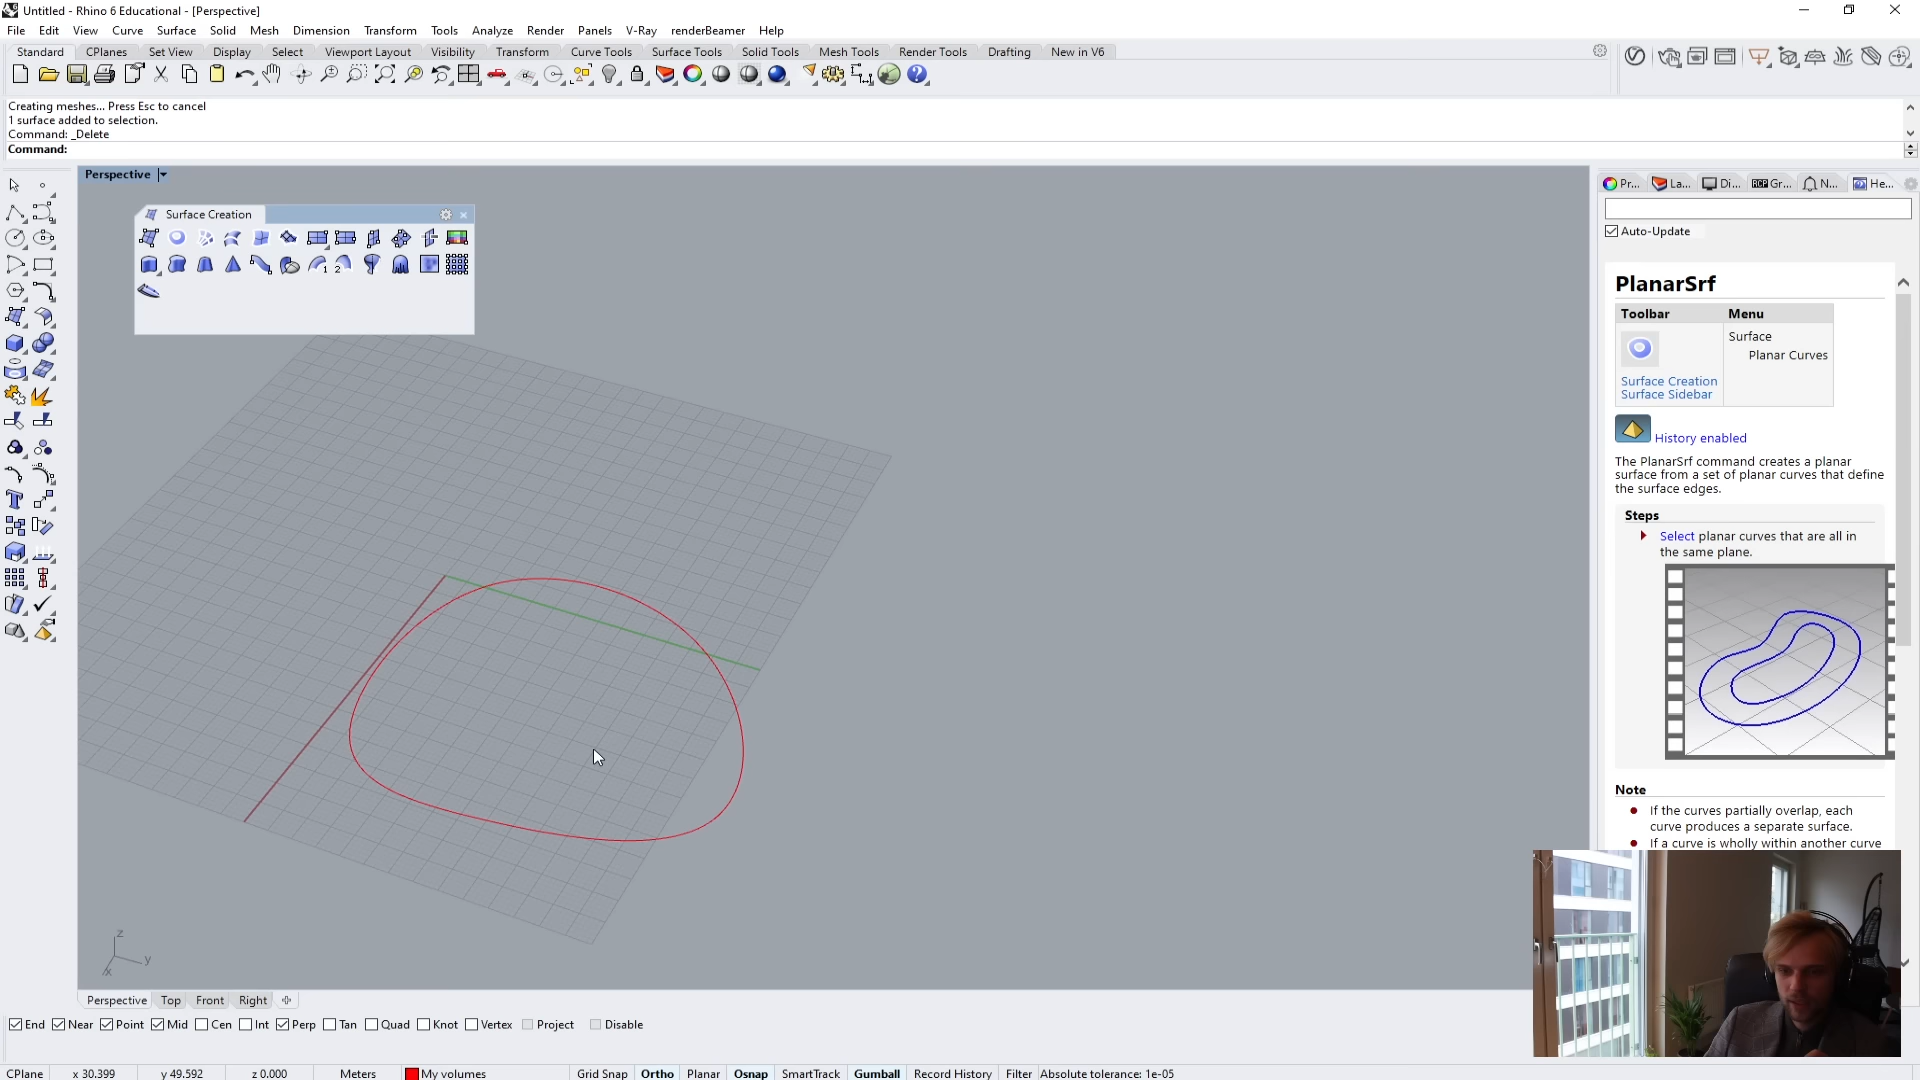 Untitled - Rhino 6 Educational - [Perspective]
File Edit View Curve Surface Solid Mesh Dimension Transform Tools Analyze Render Panels V-Ray renderBeamer Help
Standard CPlanes Set View Display Select Viewport Layout Visibility Transform Curve Tools Surface Tools Solid Tools Mesh Tools Render Tools Drafting New in V6
Creating meshes... Press Esc to cancel
1 surface added to selection.
Command: _Delete
Command:
Perspective
Pr... La... Di... Gr... N... He...
Surface Creation
1 2
Auto-Update
PlanarSrf
Toolbar Menu
Surface
Planar Curves
Surface Creation
Surface Sidebar
History enabled
The PlanarSrf command creates a planar
surface from a set of planar curves that define
the surface edges.
Steps
Select planar curves that are all in
the same plane.
Note
If the curves partially overlap, each
curve produces a separate surface.
If a curve is wholly within another curve
z
y
x
Perspective Top Front Right
End Near Point Mid Cen Int Perp Tan Quad Knot Vertex Project Disable
CPlane x 30.399 y 49.592 z 0.000 Meters My volumes Grid Snap Ortho Planar Osnap SmartTrack Gumball Record History Filter Absolute tolerance: 1e-05